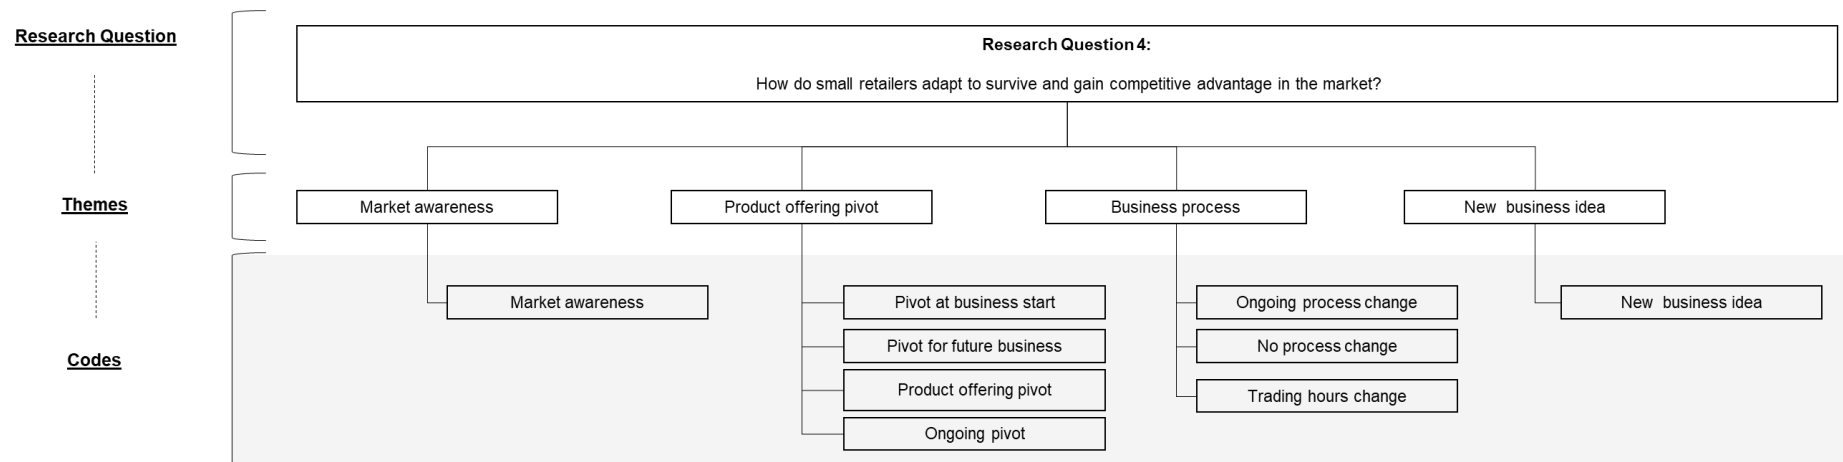 Research Question
Research Question 4:
How do small retailers adapt to survive and gain competitive advantage in the market?
Themes
Market awareness
Product offering pivot
Business process
New business idea
Codes
Market awareness
Pivot at business start
Pivot for future business
Product offering pivot
Ongoing pivot
Ongoing process change
No process change
Trading hours change
New business idea